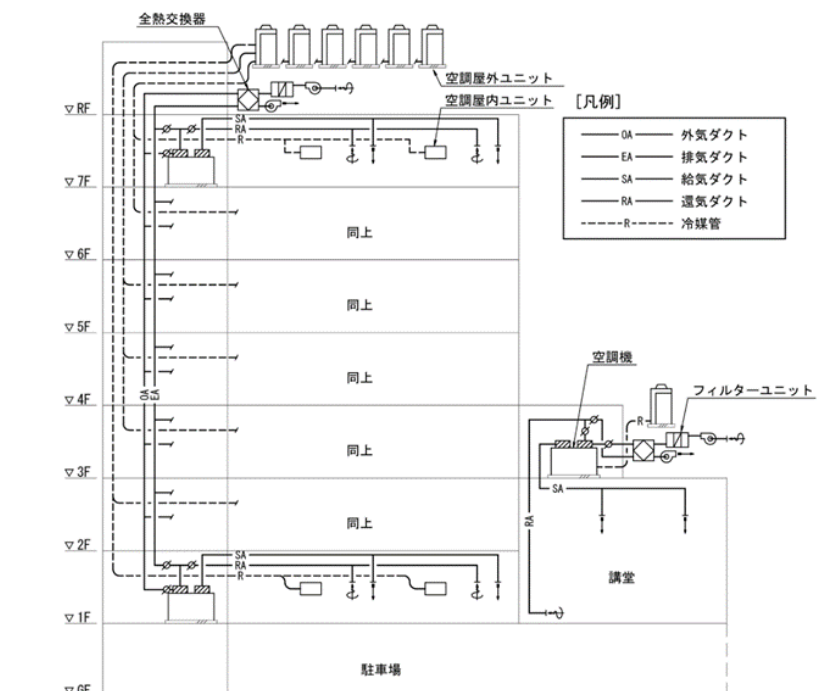 全熱交換器
空調屋外ユニット
空調屋内ユニット
[凡例]
OA 外気ダクト
EA 排気ダクト
SA 給気ダクト
RA 還気ダクト
R 冷媒管
▽RF
SA
RA
R
▽7F
同上
▽6F
同上
▽5F
同上
空調機
フィルターユニット
OA
EA
▽4F
R
同上
▽3F
SA
RA
同上
▽2F
SA
RA
R
講堂
▽1F
駐車場
▽GF